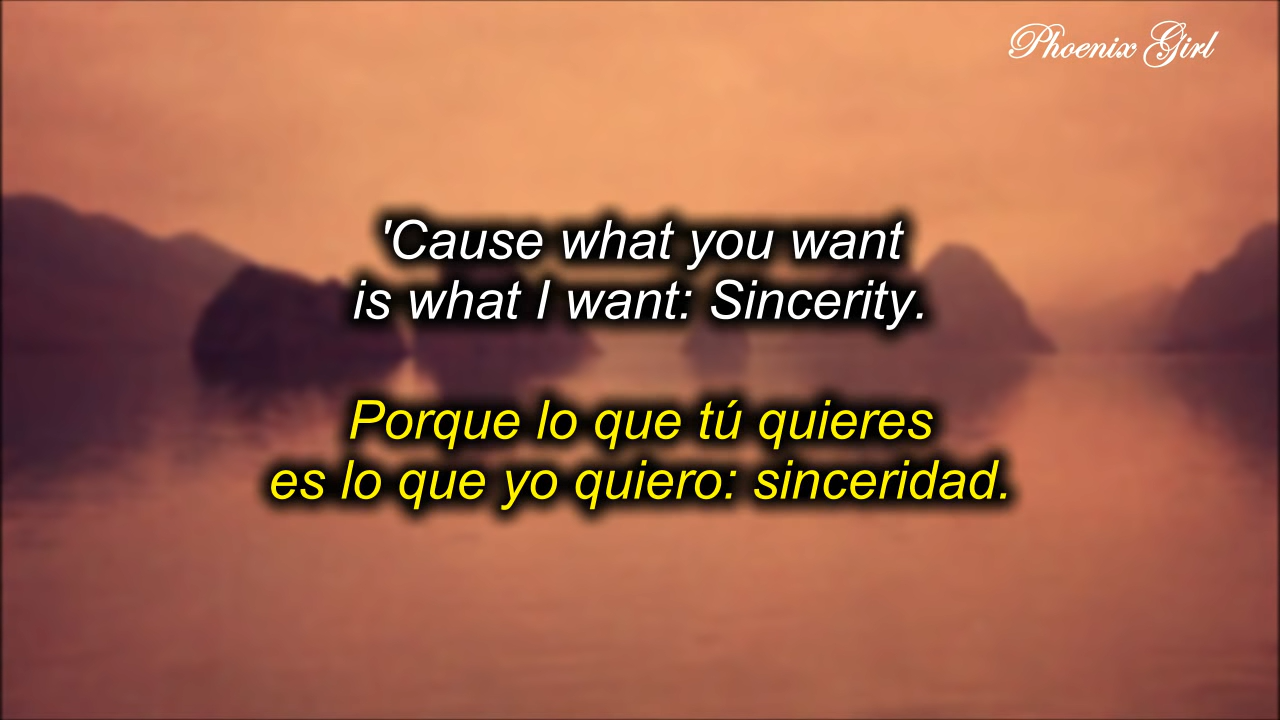 Phoenix Girl
'Cause what you want
is what I want: Sincerity.
Porque lo que tú quieres
es lo que yo quiero: sinceridad.